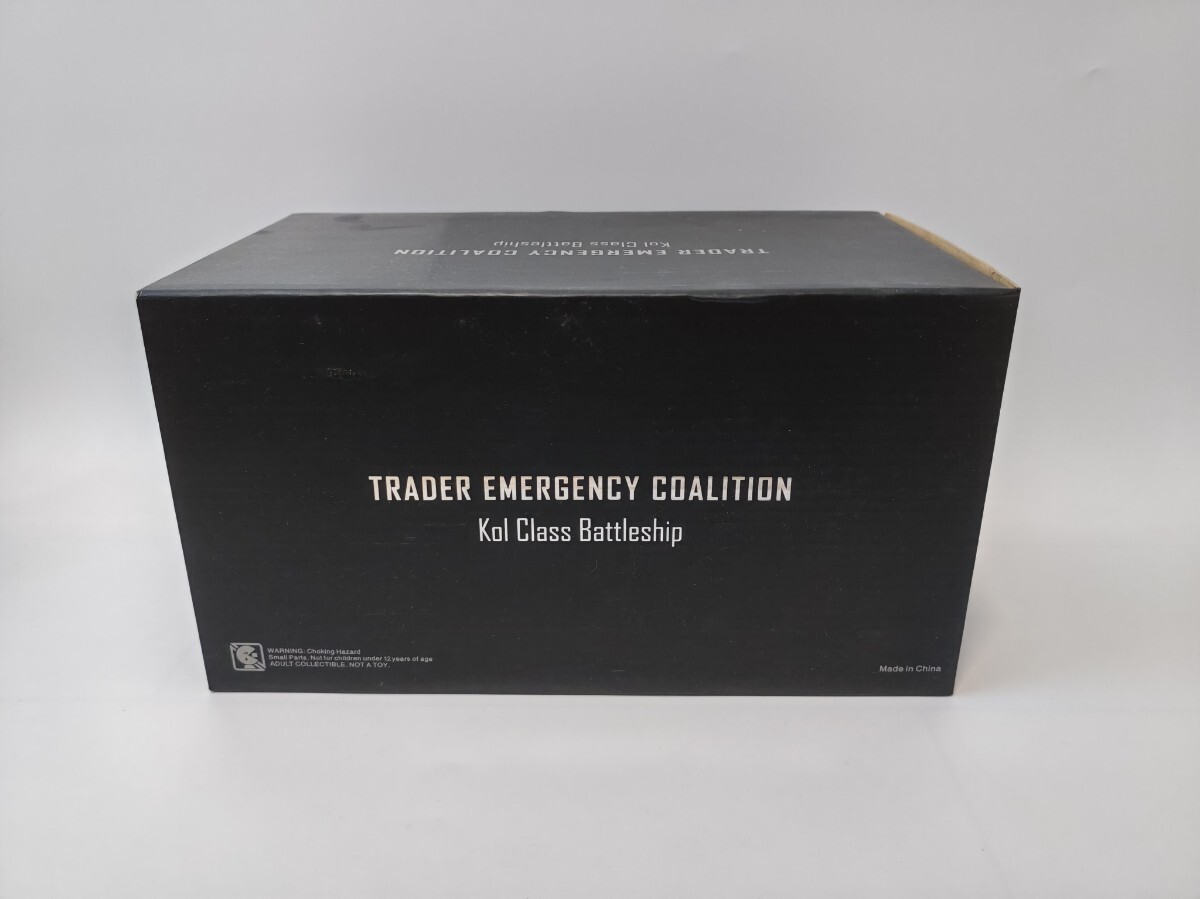 TRADER EMERGENCY COALITION
Kol Class Battleship
TRADER EMERGENCY COALITION
Kol Class Battleship
WARNING: Choking Hazard
Small Parts. Not for children under 12 years of age
ADULT COLLECTIBLE. NOT A TOY.
Made in China